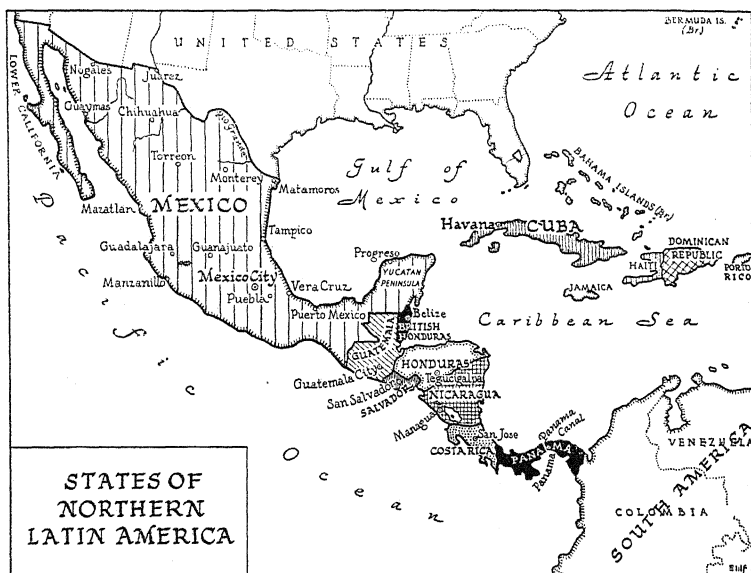 BERMUDA IS.
(Br)
UNITED STATES
Atlantic
Ocean
Nogales
Juarez
LOWER CALIFORNIA
Guaymas
Chihuahua
Rio Grande
Torreon
Monterey
Gulf of
Mexico
BAHAMA ISLANDS (Br)
Matamoros
Mazatlan
MEXICO
Havana
CUBA
Tampico
DOMINICAN
REPUBLIC
HAITI
PORTO
RICO
Guadalajara
Guanajuato
Progreso
YUCATAN
PENINSULA
Manzanillo
Mexico City
Puebla
Vera Cruz
JAMAICA
Puerto Mexico
Belize
BRITISH
HONDURAS
Caribbean Sea
Pacific
Ocean
GUATEMALA
HONDURAS
Guatemala City
Tegucigalpa
San Salvador
SALVADOR
NICARAGUA
Managua
San Jose
COSTA RICA
Panama
Canal
PANAMA
Panama
VENEZUELA
COLOMBIA
SOUTH AMERICA
STATES OF
NORTHERN
LATIN AMERICA